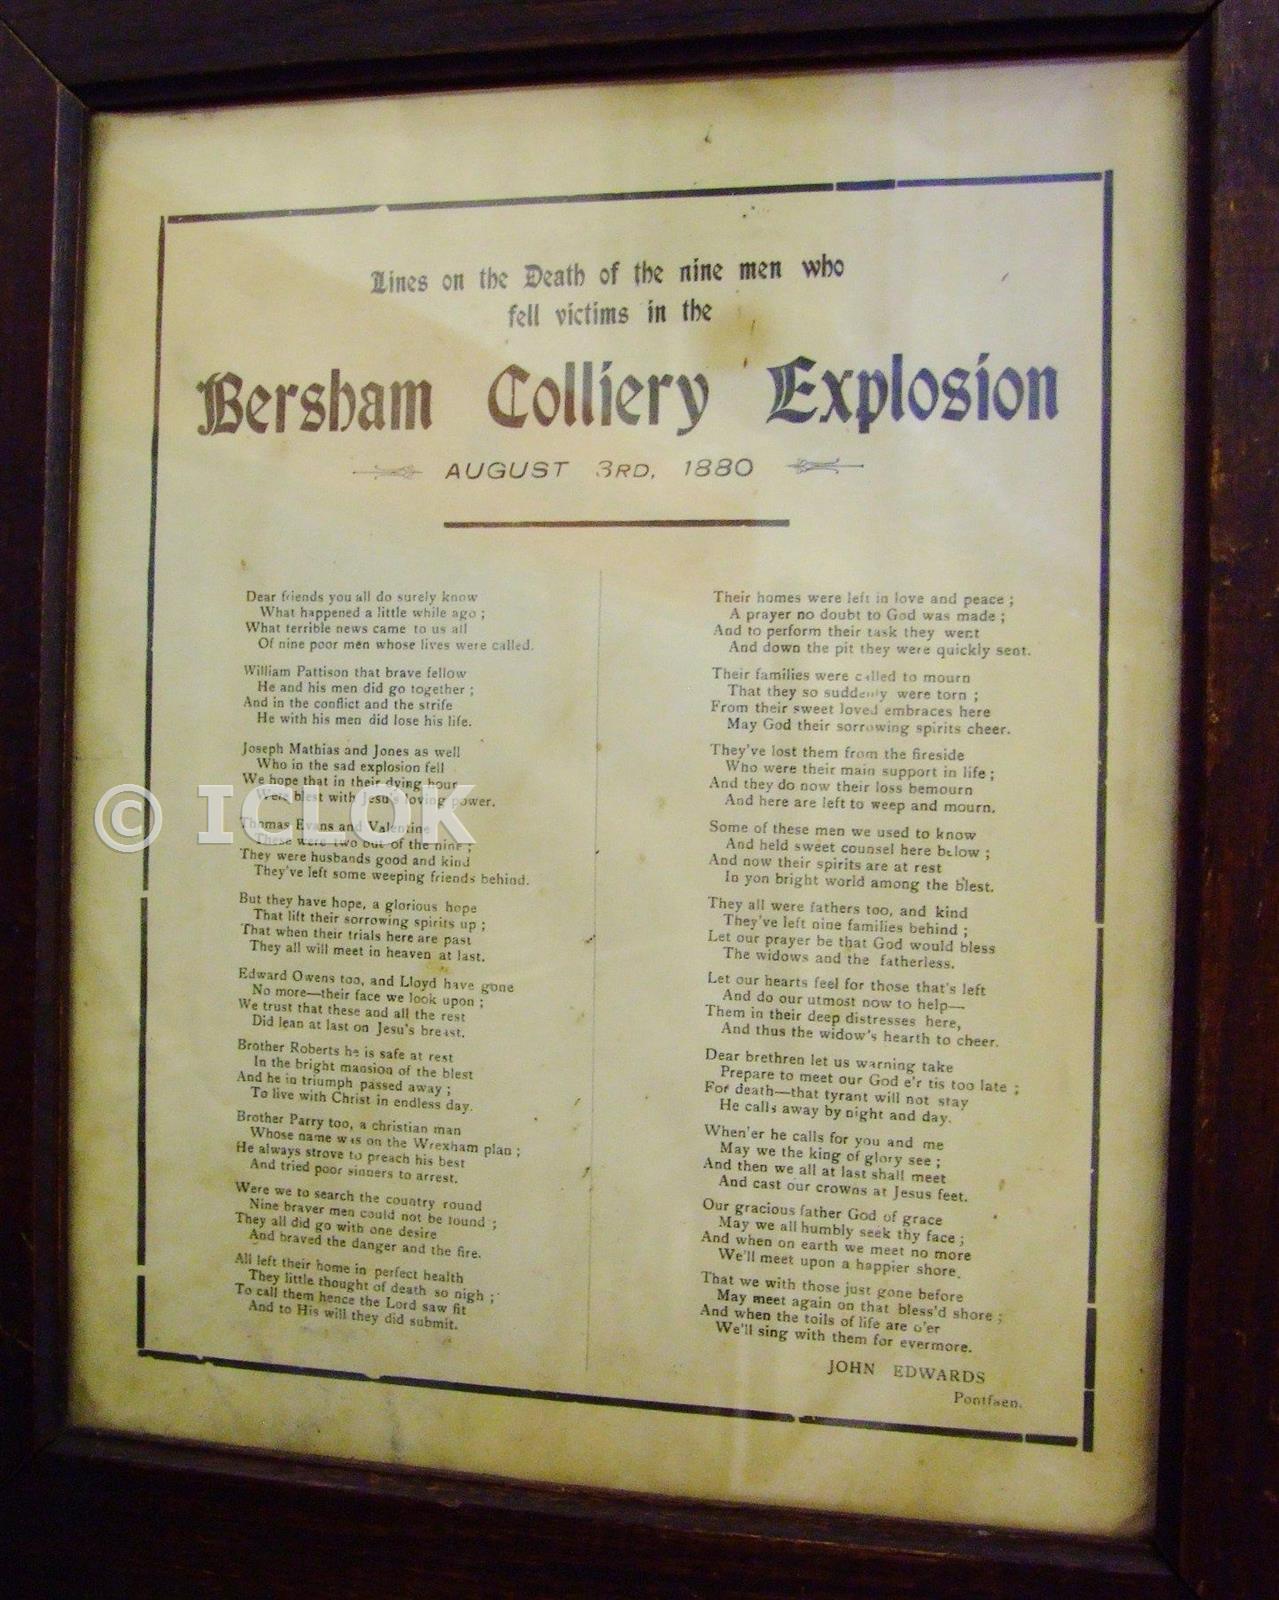 Lines on the Death of the nine men who
fell victims in the
Bersham Colliery Explosion
AUGUST 3RD, 1880
Dear friends you all do surely know
What happened a little while ago ;
What terrible news came to us all
Of nine poor men whose lives were called.
William Pattison that brave fellow
He and his men did go together ;
And in the conflict and the strife
He with his men did lose his life.
Joseph Mathias and Jones as well
Who in the sad explosion fell
We hope that in their dying hour
Were blest with Jesu's loving power.
Thomas Evans and Valentine
These were two out of the nine ;
They were husbands good and kind
They've left some weeping friends behind.
But they have hope, a glorious hope
That lift their sorrowing spirits up ;
That when their trials here are past
They all will meet in heaven at last.
Edward Owens too, and Lloyd have gone
No more—their face we look upon ;
We trust that these and all the rest
Did lean at last on Jesu's breast.
Brother Roberts he is safe at rest
In the bright mansion of the blest
And he in triumph passed away ;
To live with Christ in endless day.
Brother Parry too, a christian man
Whose name was on the Wrexham plan ;
He always strove to preach his best
And tried poor sinners to arrest.
Were we to search the country round
Nine braver men could not be found ;
They all did go with one desire
And braved the danger and the fire.
All left their home in perfect health
They little thought of death so nigh ;
To call them hence the Lord saw fit
And to His will they did submit.
Their homes were left in love and peace ;
A prayer no doubt to God was made ;
And to perform their task they went
And down the pit they were quickly sent.
Their families were called to mourn
That they so suddenly were torn ;
From their sweet loved embraces here
May God their sorrowing spirits cheer.
They've lost them from the fireside
Who were their main support in life ;
And they do now their loss bemourn
And here are left to weep and mourn.
Some of these men we used to know
And held sweet counsel here below ;
And now their spirits are at rest
In yon bright world among the blest.
They all were fathers too, and kind
They've left nine families behind ;
Let our prayer be that God would bless
The widows and the fatherless.
Let our hearts feel for those that's left
And do our utmost now to help—
Them in their deep distresses here,
And thus the widow's hearth to cheer.
Dear brethren let us warning take
Prepare to meet our God e'r tis too late ;
For death—that tyrant will not stay
He calls away by night and day.
When'er he calls for you and me
May we the king of glory see ;
And then we all at last shall meet
And cast our crowns at Jesus feet.
Our gracious father God of grace
May we all humbly seek thy face ;
And when on earth we meet no more
We'll meet upon a happier shore.
That we with those just gone before
May meet again on that bless'd shore ;
And when the toils of life are o'er
We'll sing with them for evermore.
JOHN EDWARDS
Pontfaen.
© IGLOK